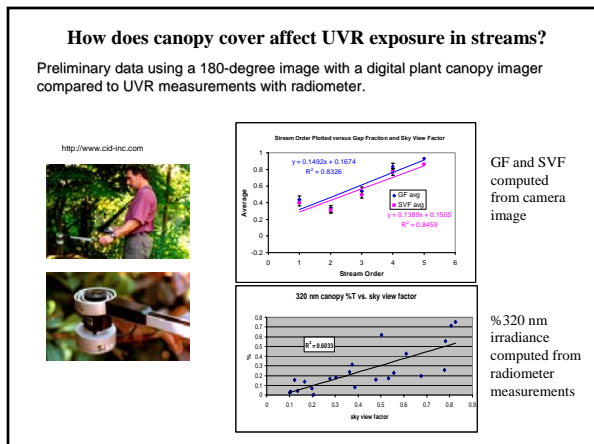 How does canopy cover affect UVR exposure in streams?
Preliminary data using a 180-degree image with a digital plant canopy imager
compared to UVR measurements with radiometer.
http://www.cid-inc.com
Stream Order Plotted versus Gap Fraction and Sky View Factor
y = 0.1492x + 0.1674
R² = 0.8326
GF avg
SVF avg
y = 0.1389x + 0.1505
R² = 0.8459
Average
1
0.8
0.6
0.4
0.2
0
-0.2
0 1 2 3 4 5 6
Stream Order
GF and SVF
computed
from camera
image
320 nm canopy %T vs. sky view factor
R² = 0.6033
%
0.8
0.7
0.6
0.5
0.4
0.3
0.2
0.1
0
0 0.1 0.2 0.3 0.4 0.5 0.6 0.7 0.8 0.9
sky view factor
%320 nm
irradiance
computed from
radiometer
measurements